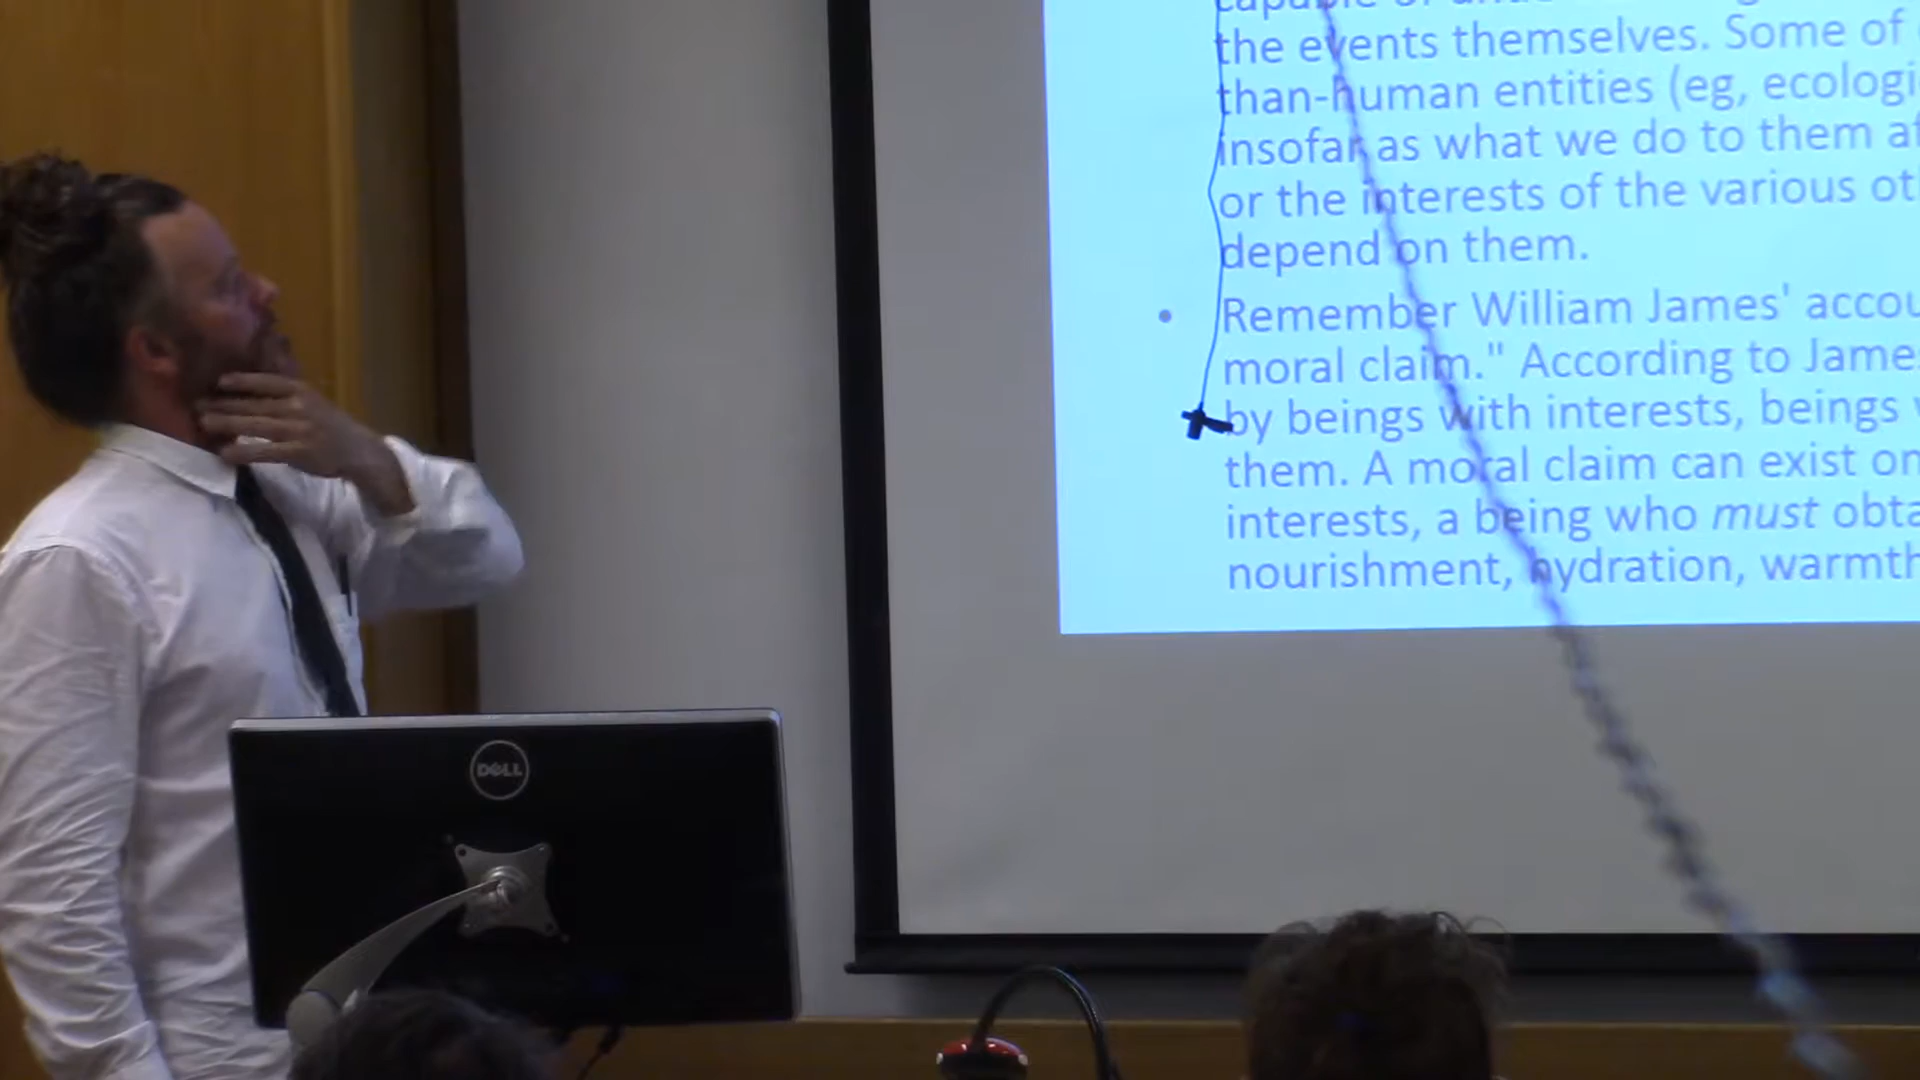 the events themselves. Some of
than-human entities (eg, ecologi
insofar as what we do to them af
or the interests of the various ot
depend on them.
• Remember William James' accou
moral claim." According to Jame
by beings with interests, beings
them. A moral claim can exist on
interests, a being who must obta
nourishment, hydration, warmth
DELL